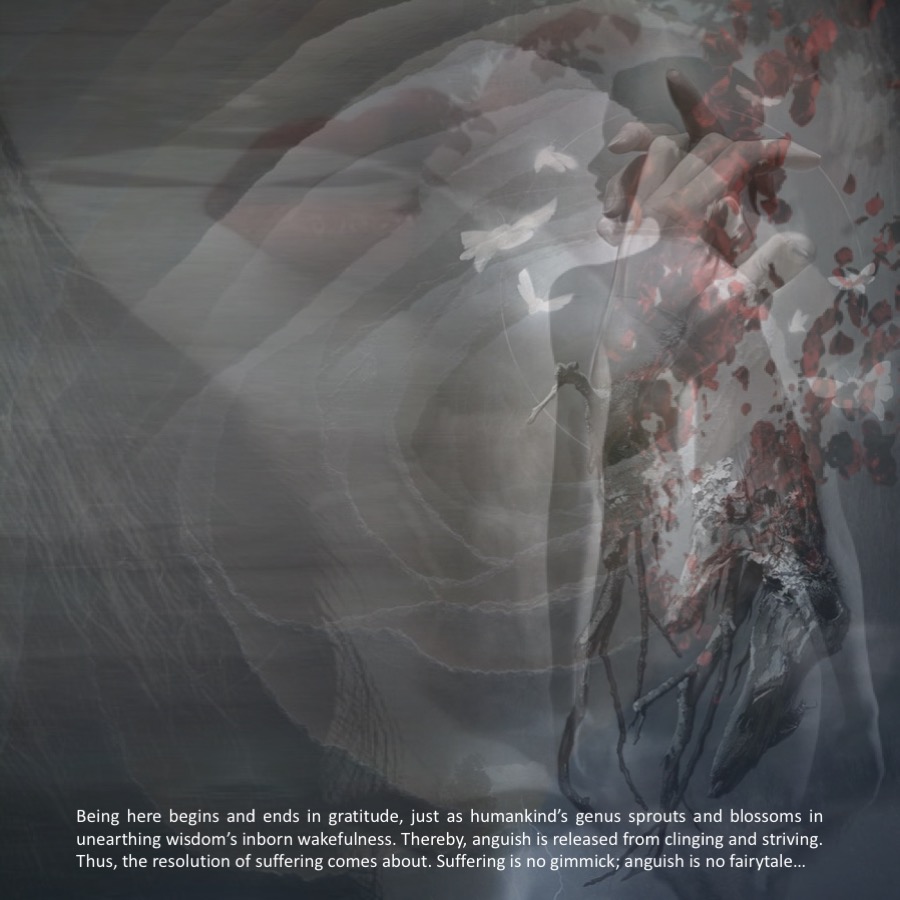 Being here begins and ends in gratitude, just as humankind’s genus sprouts and blossoms in
unearthing wisdom’s inborn wakefulness. Thereby, anguish is released from clinging and striving.
Thus, the resolution of suffering comes about. Suffering is no gimmick; anguish is no fairytale...